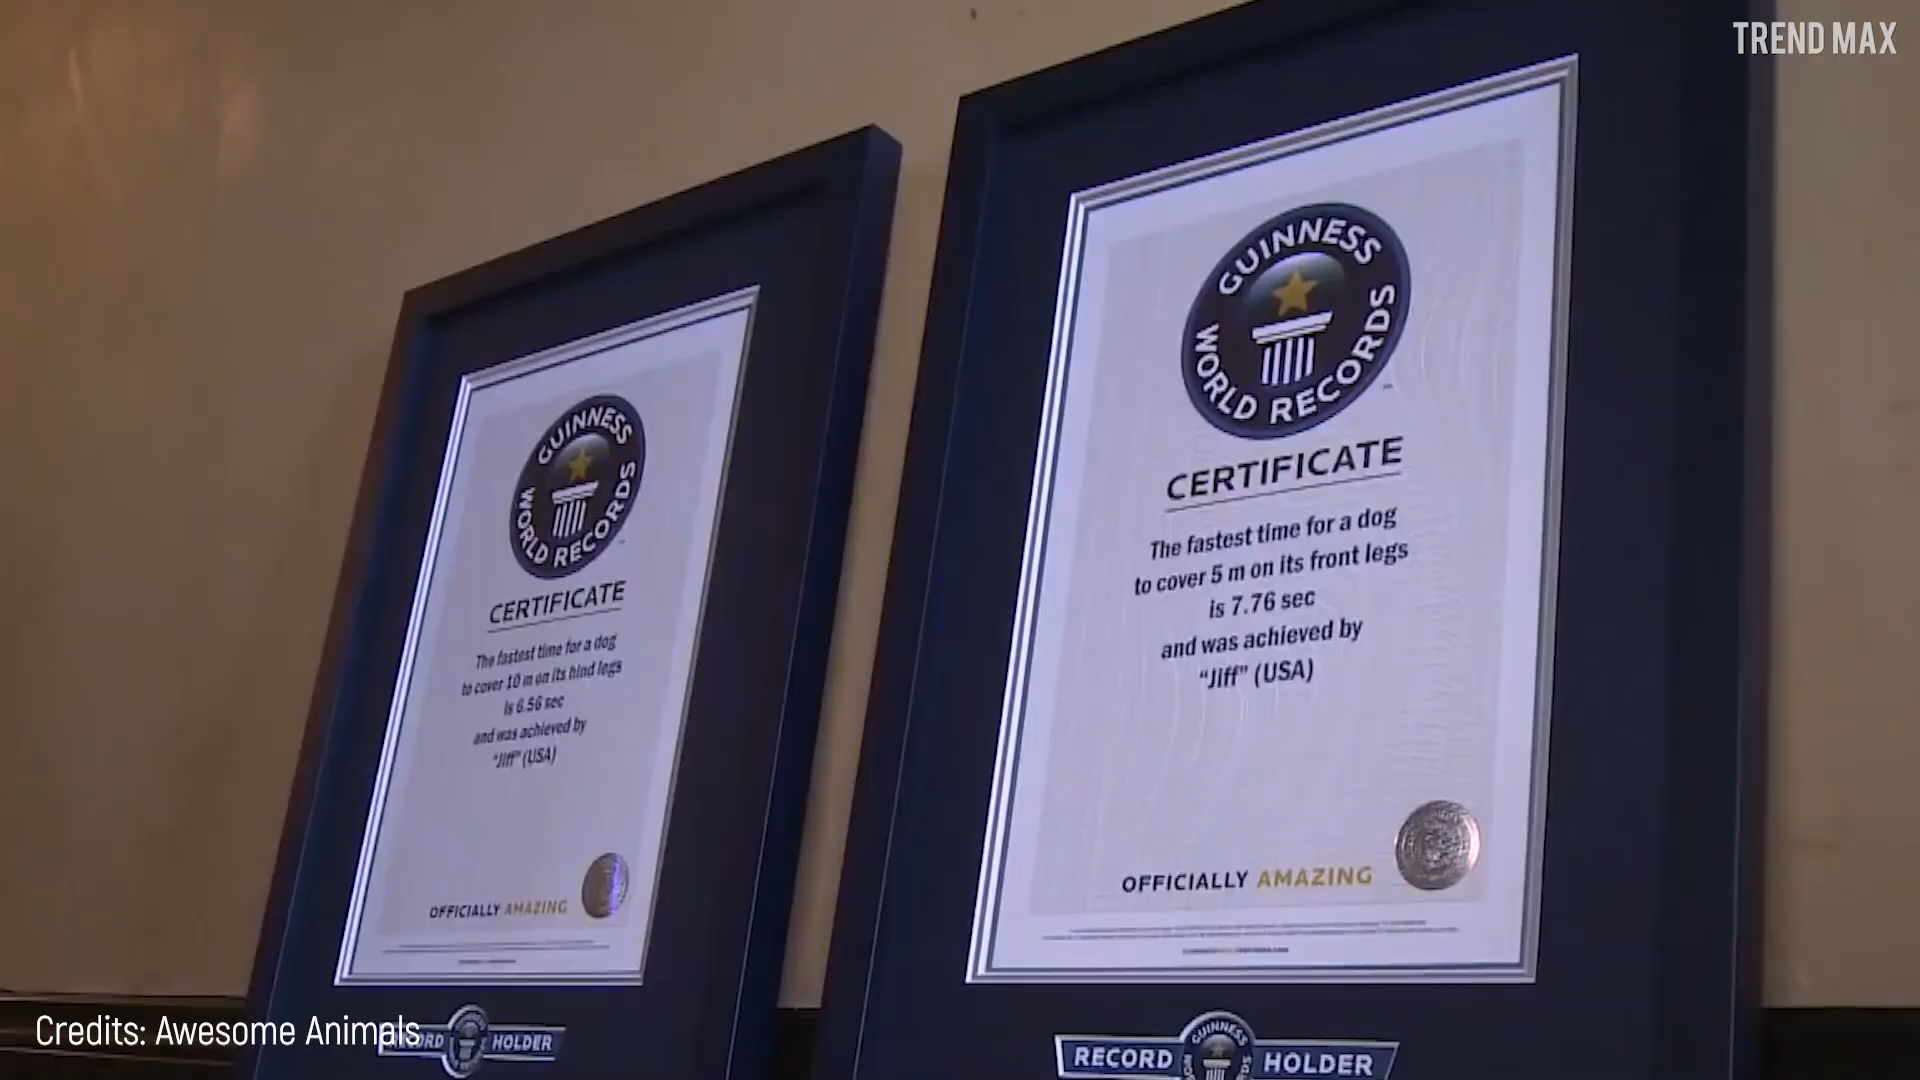 TREND MAX
GUINNESS
WORLD RECORDS
CERTIFICATE
The fastest time for a dog
to cover 10 m on its hind legs
is 6.56 sec
and was achieved by
"Jiff" (USA)
OFFICIALLY AMAZING
RECORD HOLDER
GUINNESS
WORLD RECORDS
CERTIFICATE
The fastest time for a dog
to cover 5 m on its front legs
is 7.76 sec
and was achieved by
"Jiff" (USA)
OFFICIALLY AMAZING
GUINNESS
RECORD HOLDER
Credits: Awesome Animals